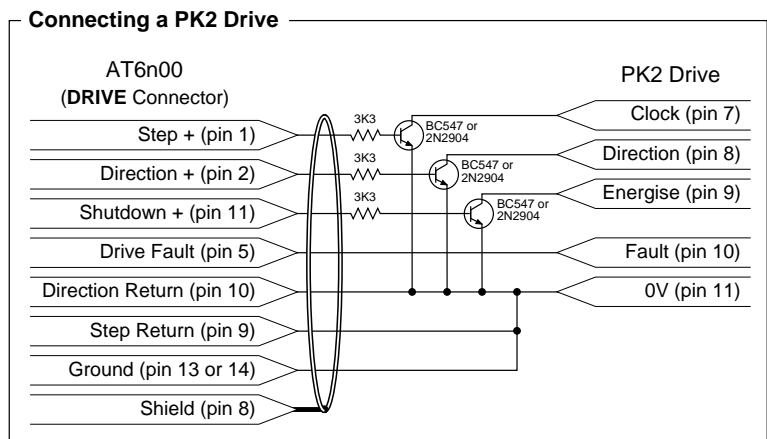 Connecting a PK2 Drive
AT6n00
(DRIVE Connector)
PK2 Drive
Step + (pin 1)
3K3
BC547 or
2N2904
Clock (pin 7)
Direction + (pin 2)
3K3
BC547 or
2N2904
Direction (pin 8)
Shutdown + (pin 11)
3K3
BC547 or
2N2904
Energise (pin 9)
Drive Fault (pin 5)
Fault (pin 10)
Direction Return (pin 10)
0V (pin 11)
Step Return (pin 9)
Ground (pin 13 or 14)
Shield (pin 8)